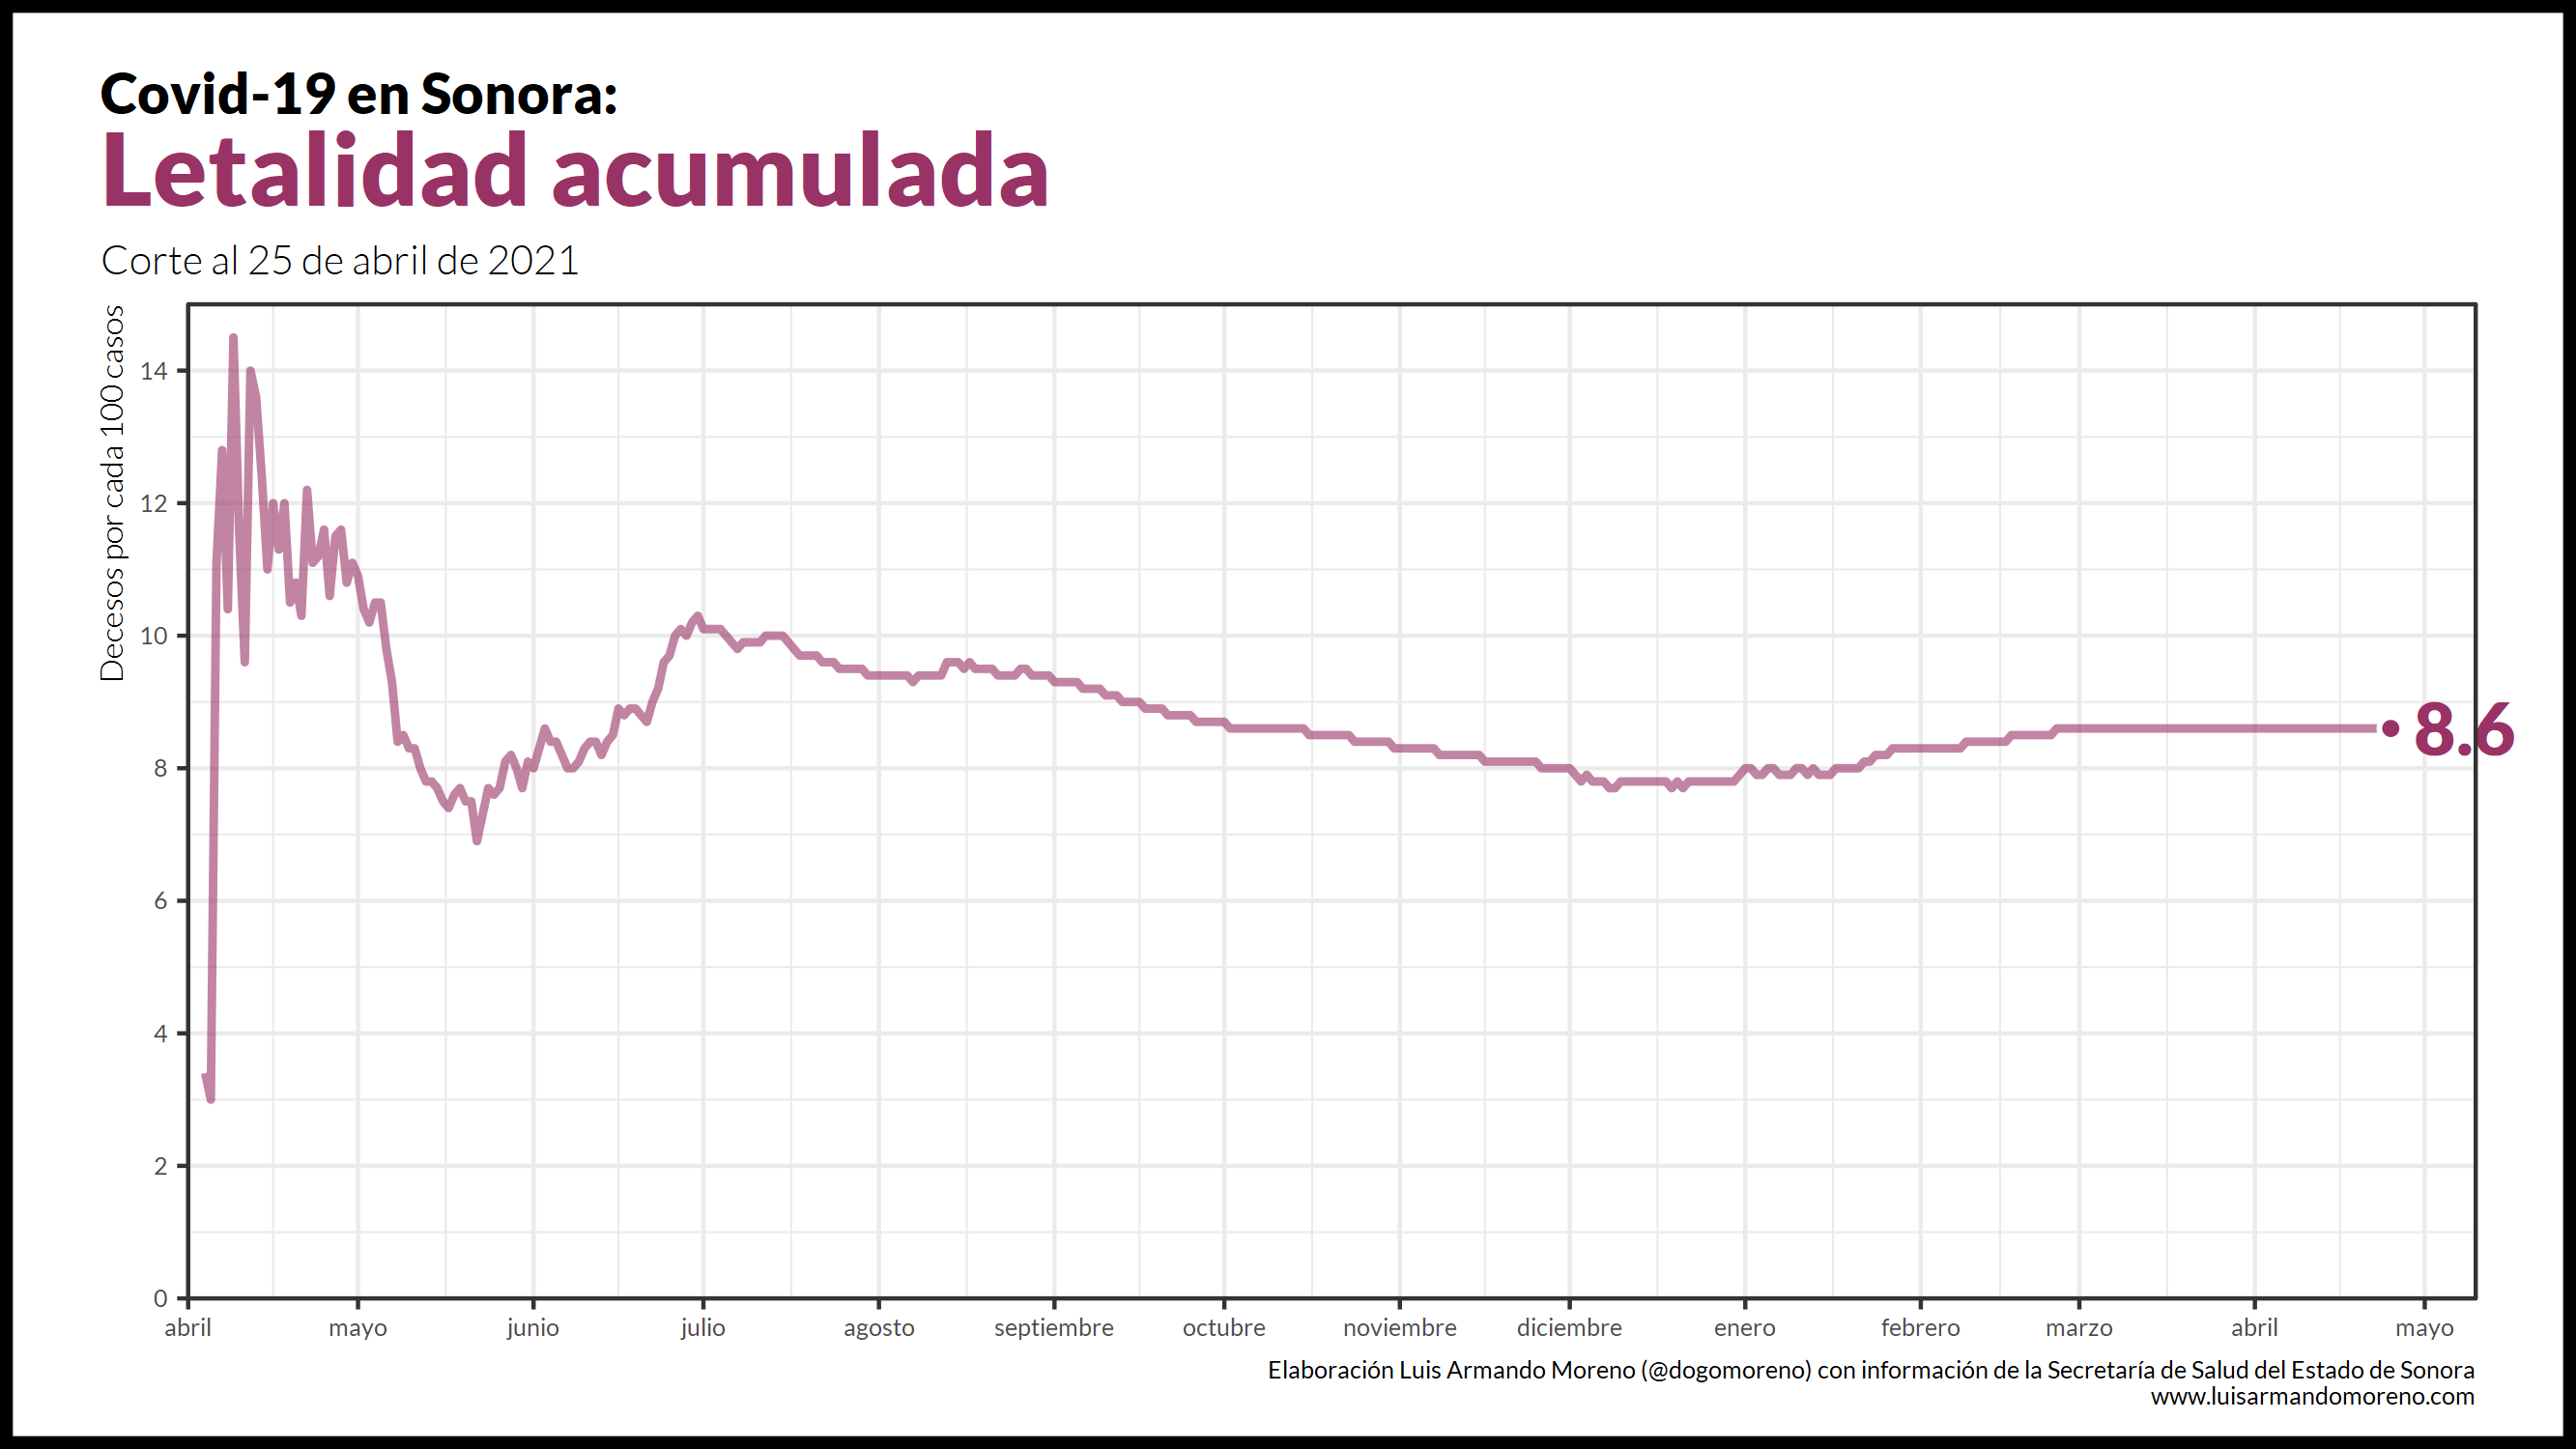 Covid-19 en Sonora:
Letalidad acumulada
Corte al 25 de abril de 2021
Decesos por cada 100 casos
14
12
10
8
6
4
2
0
8.6
abril mayo junio julio agosto septiembre octubre noviembre diciembre enero febrero marzo abril mayo
Elaboración Luis Armando Moreno (@dogomoreno) con información de la Secretaría de Salud del Estado de Sonora
www.luisarmandomoreno.com